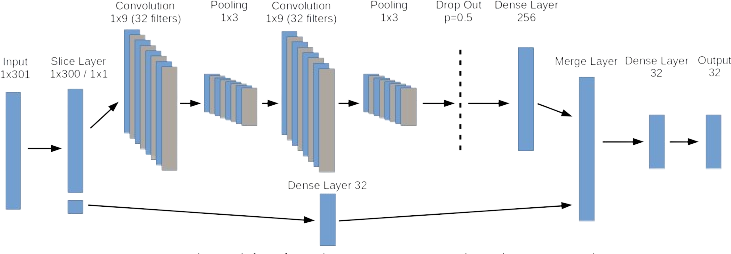 Convolution
1x9 (32 filters)
Pooling
1x3
Convolution
1x9 (32 filters)
Pooling
1x3
Drop Out
p=0.5
Dense Layer
256
Input
1x301
Slice Layer
1x300 / 1x1
Merge Layer
Dense Layer
32
Output
32
Dense Layer 32